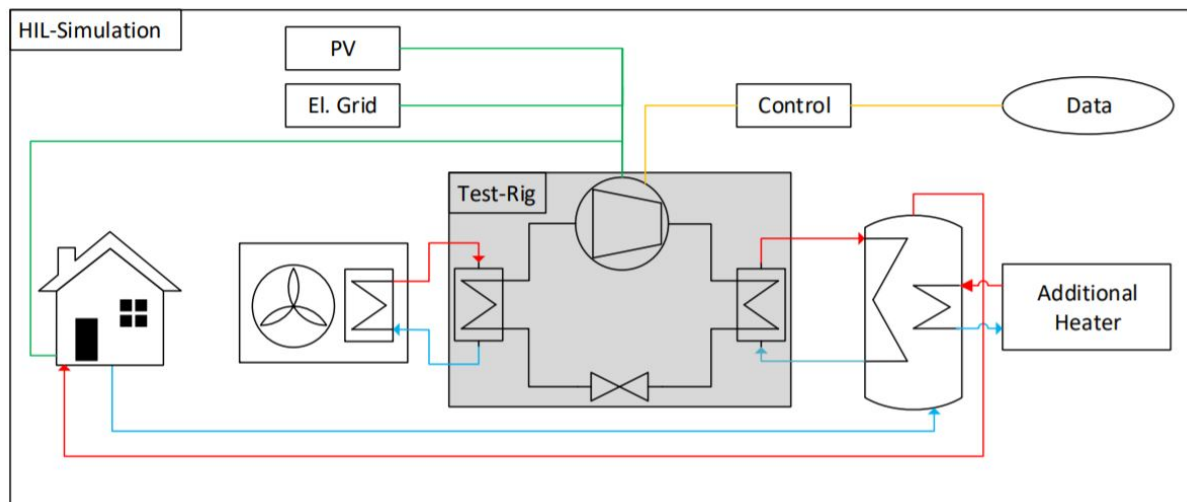 HIL-Simulation
PV
El. Grid
Control
Data
Test-Rig
Additional
Heater